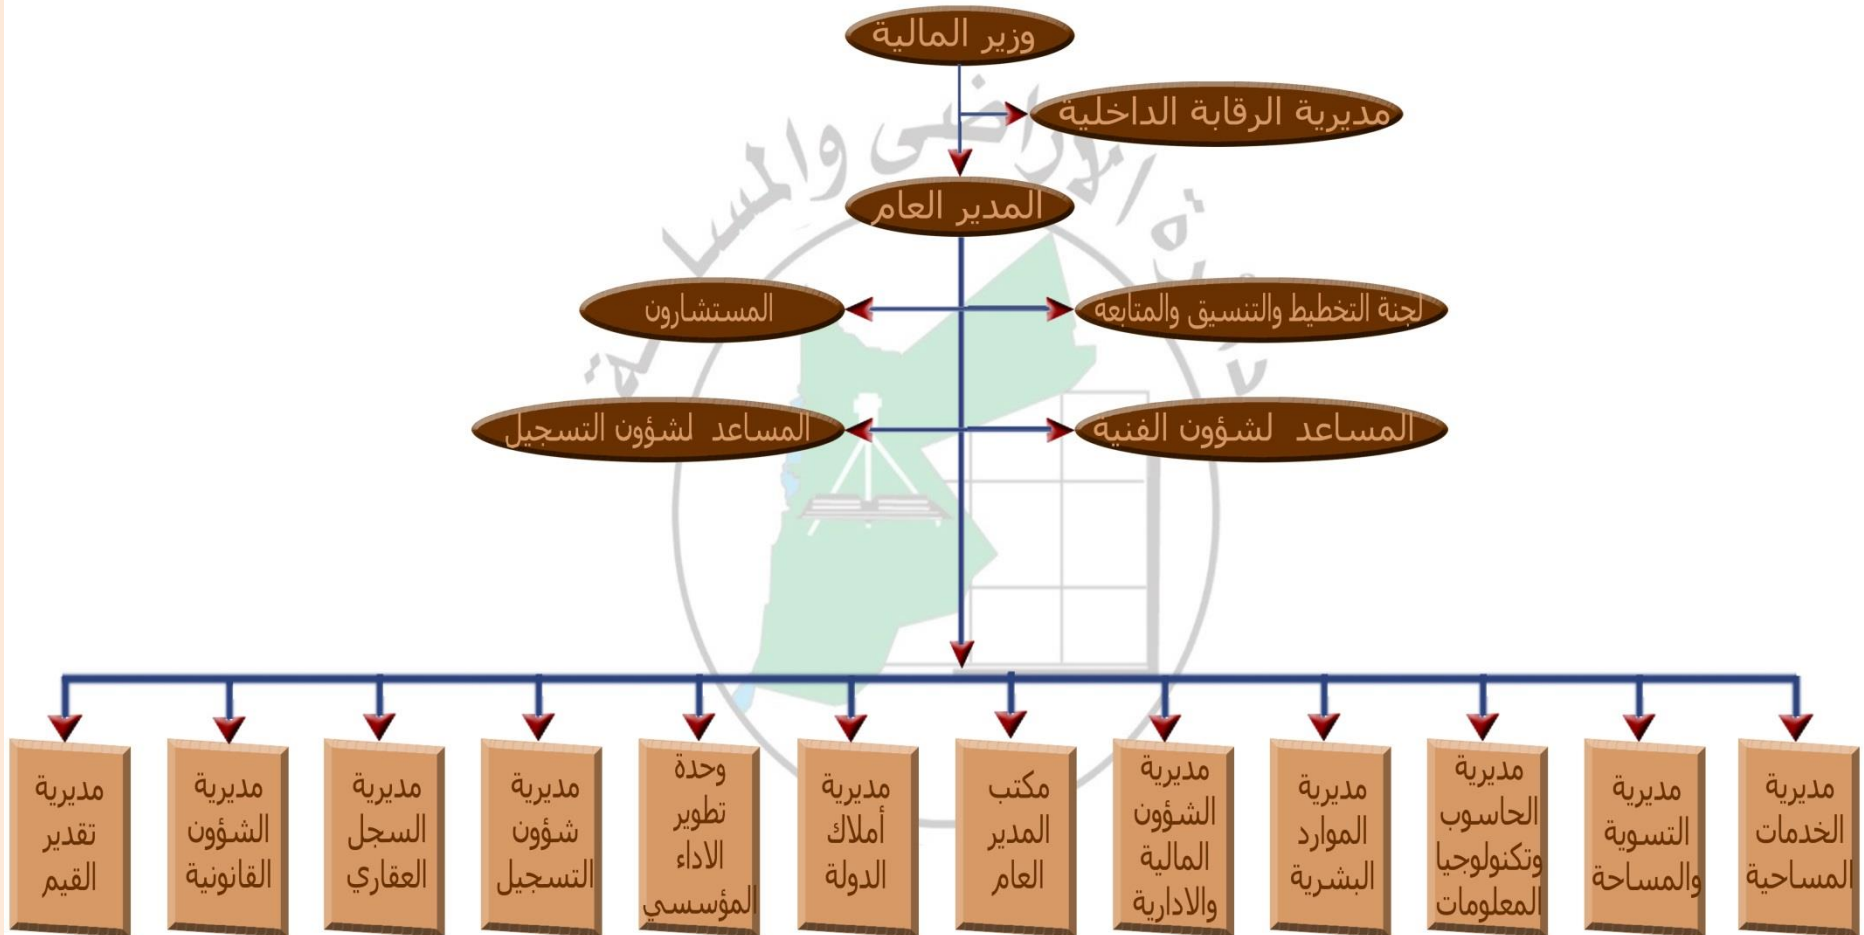 وزير المالية
مديرية الرقابة الداخلية
المدير العام
لجنة التخطيط والتنسيق والمتابعة
المستشارون
المساعد لشؤون الفنية
المساعد لشؤون التسجيل
مديرية
الخدمات
المساحية
مديرية
التسوية
والمساحة
مديرية
الحاسوب
وتكنولوجيا
المعلومات
مديرية
الموارد
البشرية
مديرية
الشؤون
المالية
والادارية
مكتب
المدير
العام
مديرية
أملاك
الدولة
وحدة
تطوير
الاداء
المؤسسي
مديرية
شؤون
التسجيل
مديرية
السجل
العقاري
مديرية
الشؤون
القانونية
مديرية
تقدير
القيم